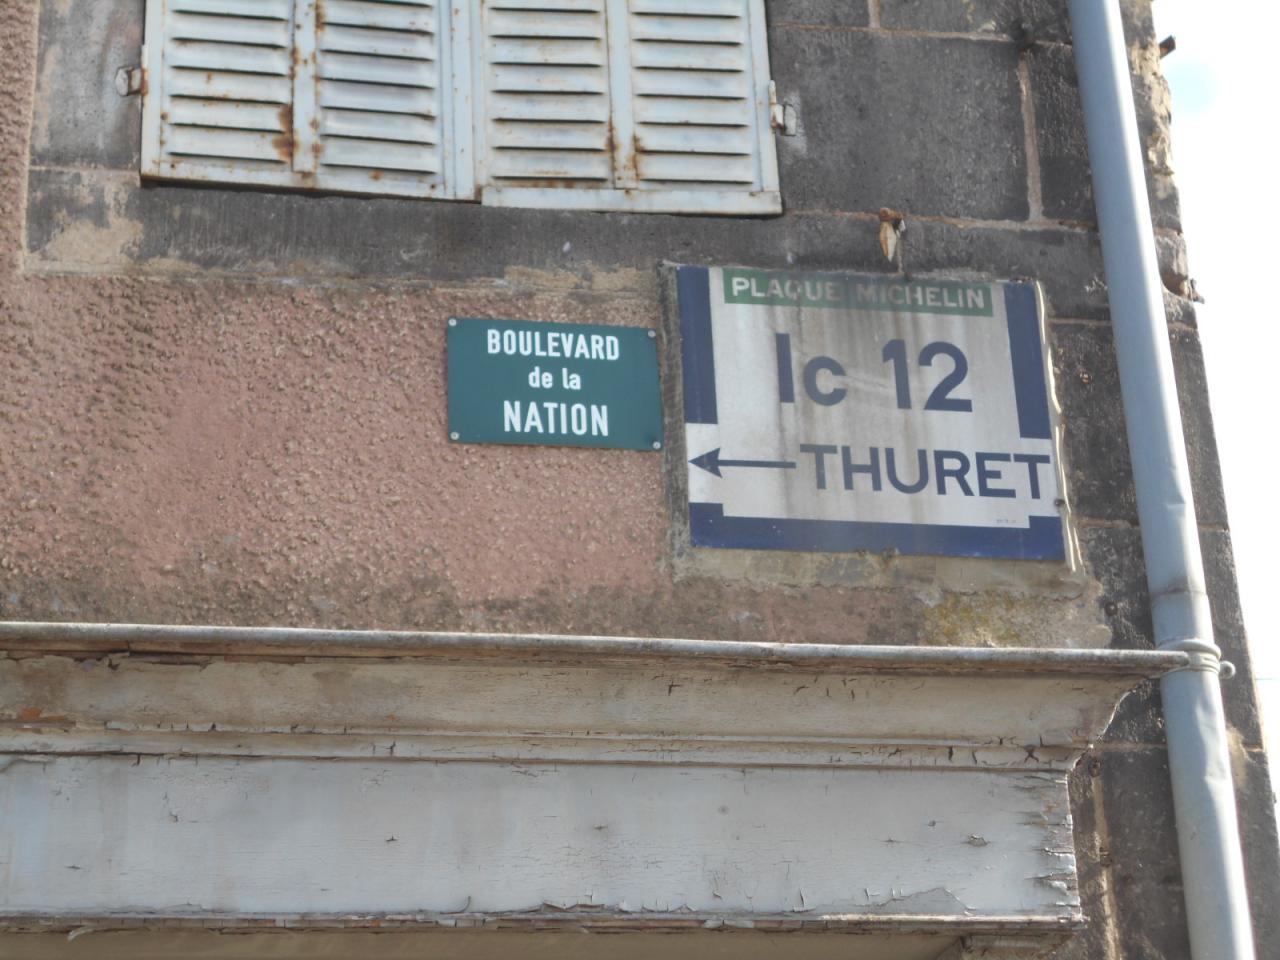 BOULEVARD
de la
NATION
PLAQUE MICHELIN
Ic 12
THURET